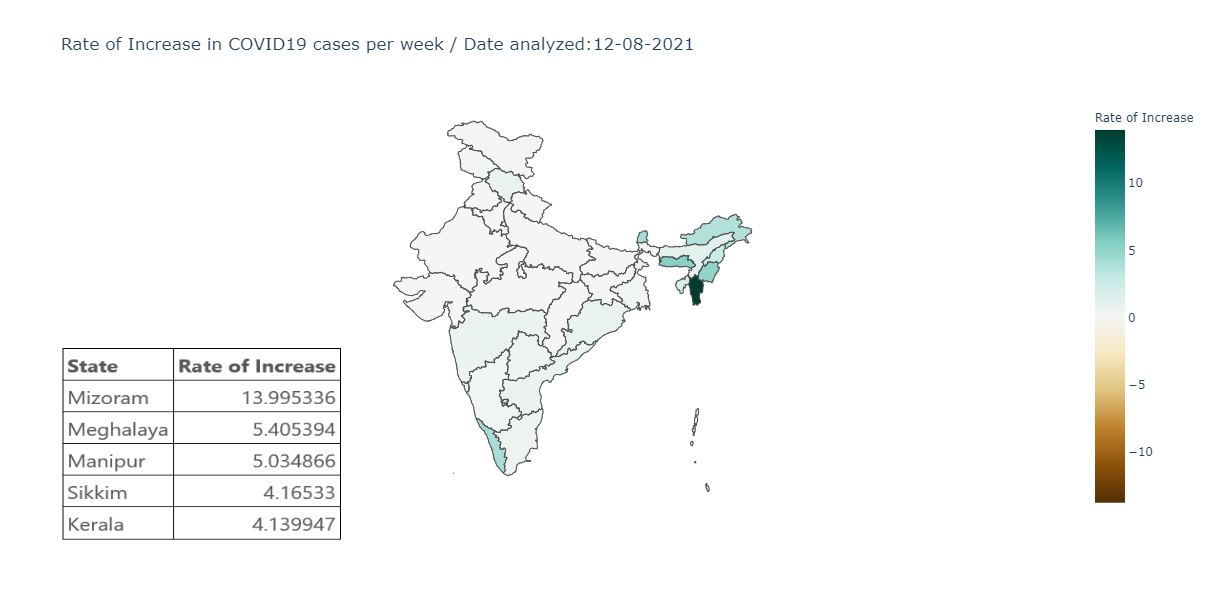 Rate of Increase in COVID19 cases per week / Date analyzed:12-08-2021
Rate of Increase
10
5
0
−5
−10
State Rate of Increase
Mizoram 13.995336
Meghalaya 5.405394
Manipur 5.034866
Sikkim 4.16533
Kerala 4.139947